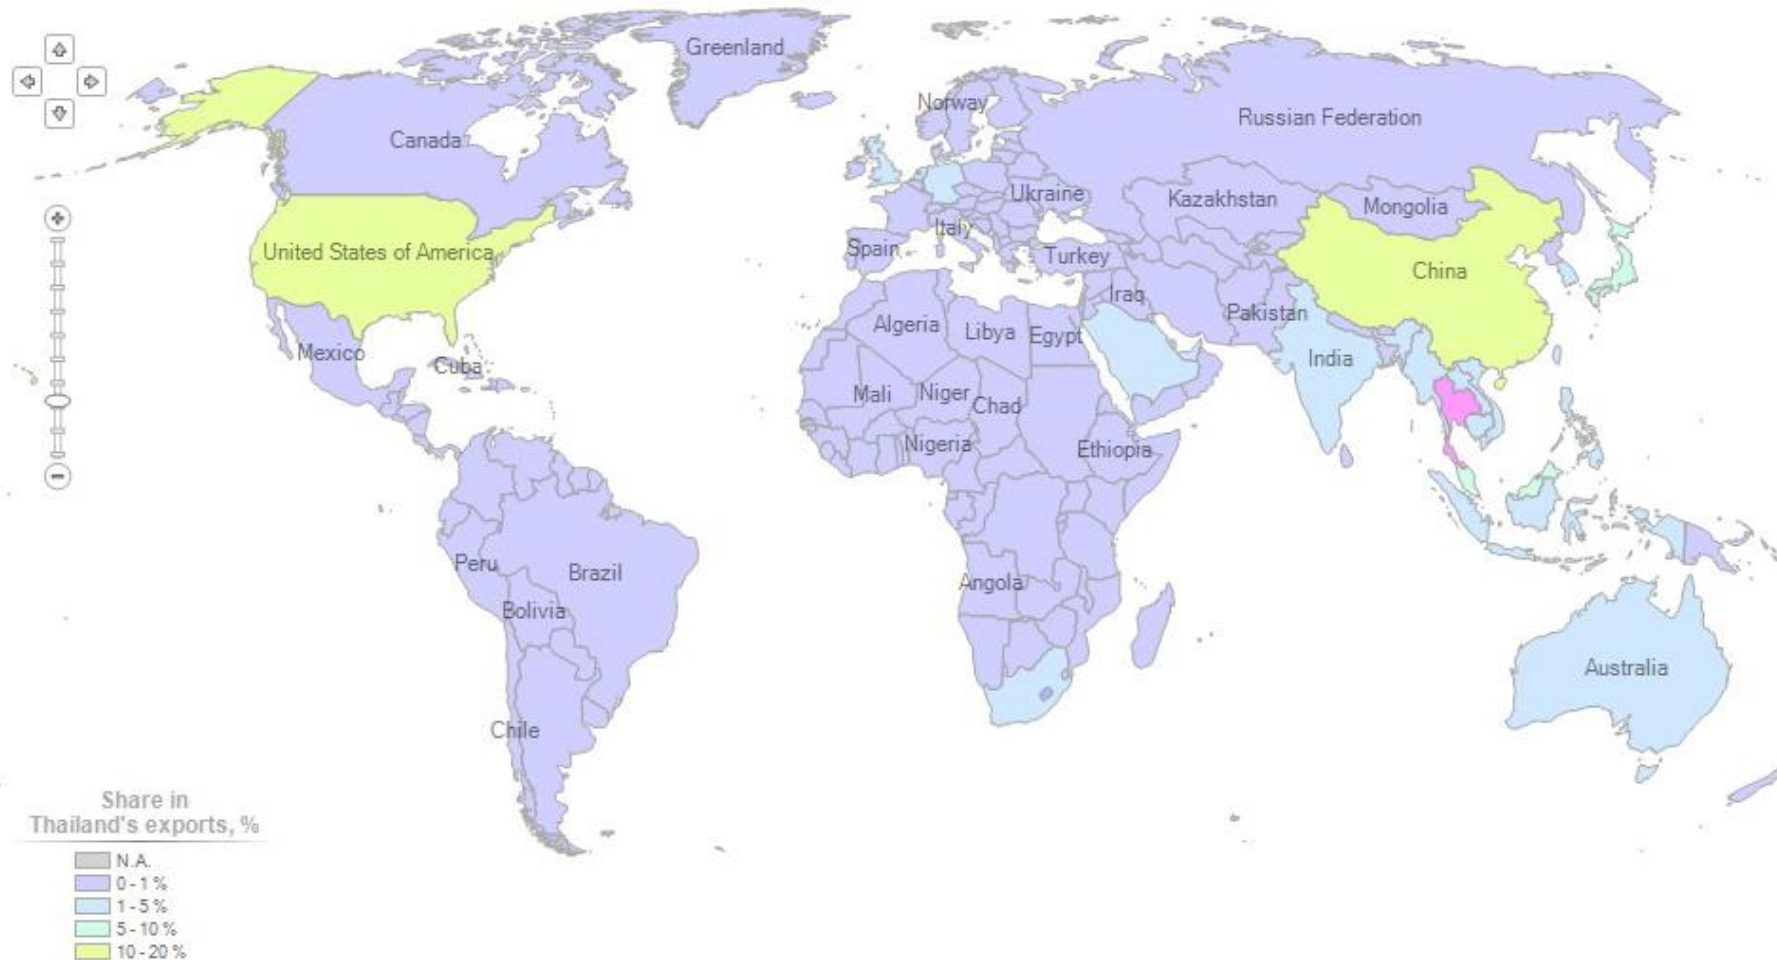 Greenland
Norway
Russian Federation
Canada
Ukraine
Kazakhstan
Mongolia
Italy
Spain
Turkey
United States of America
China
Iraq
Pakistan
Algeria
Libya
Egypt
Mexico
Cuba
India
Mali
Niger
Chad
Nigeria
Ethiopia
Peru
Brazil
Angola
Bolivia
Australia
Chile
Share in
Thailand's exports, %
N.A.
0 - 1 %
1 - 5 %
5 - 10 %
10 - 20 %